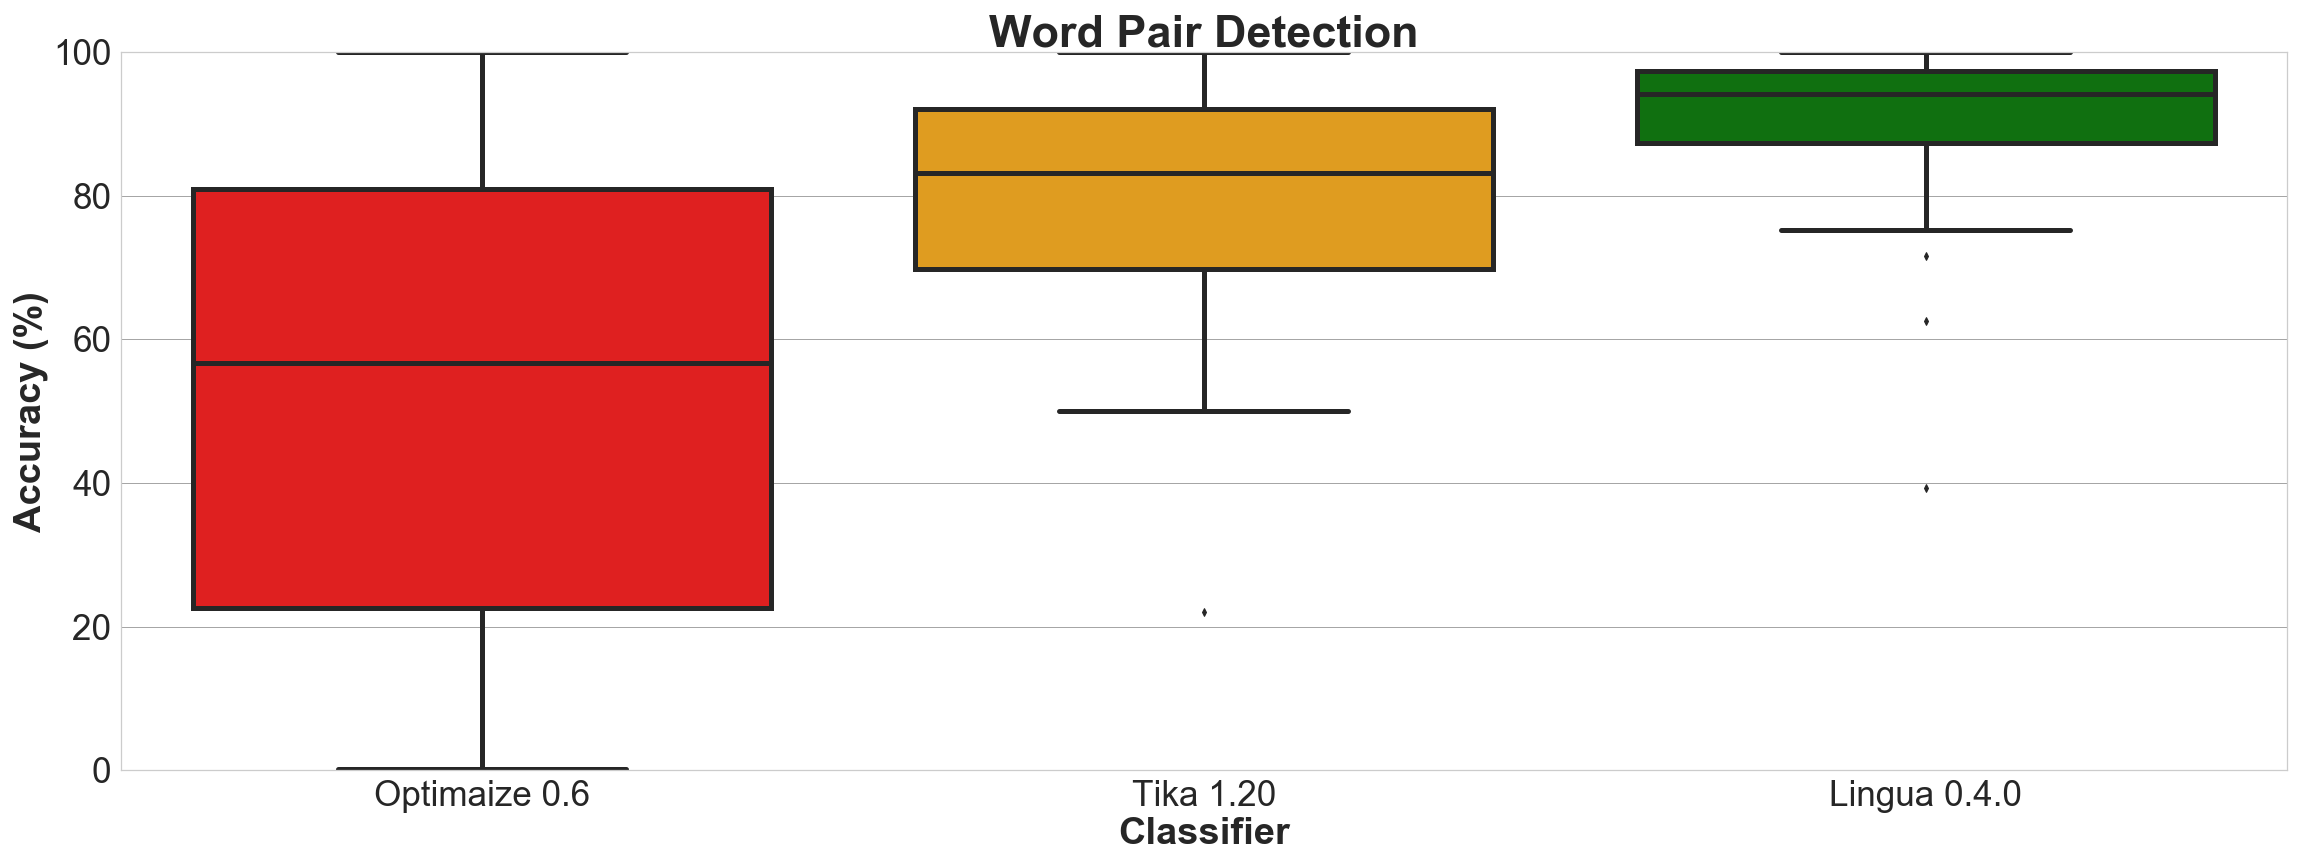 Word Pair Detection
Accuracy (%)
100
80
60
40
20
0
Optimaize 0.6
Tika 1.20
Lingua 0.4.0
Classifier